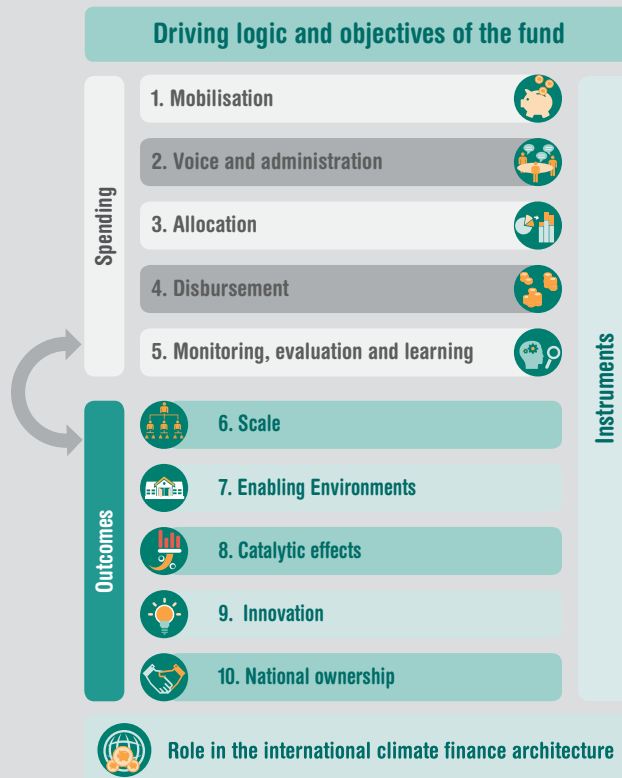 Driving logic and objectives of the fund
Spending
1. Mobilisation
2. Voice and administration
3. Allocation
4. Disbursement
5. Monitoring, evaluation and learning
Outcomes
6. Scale
7. Enabling Environments
8. Catalytic effects
9. Innovation
10. National ownership
Instruments
Role in the international climate finance architecture